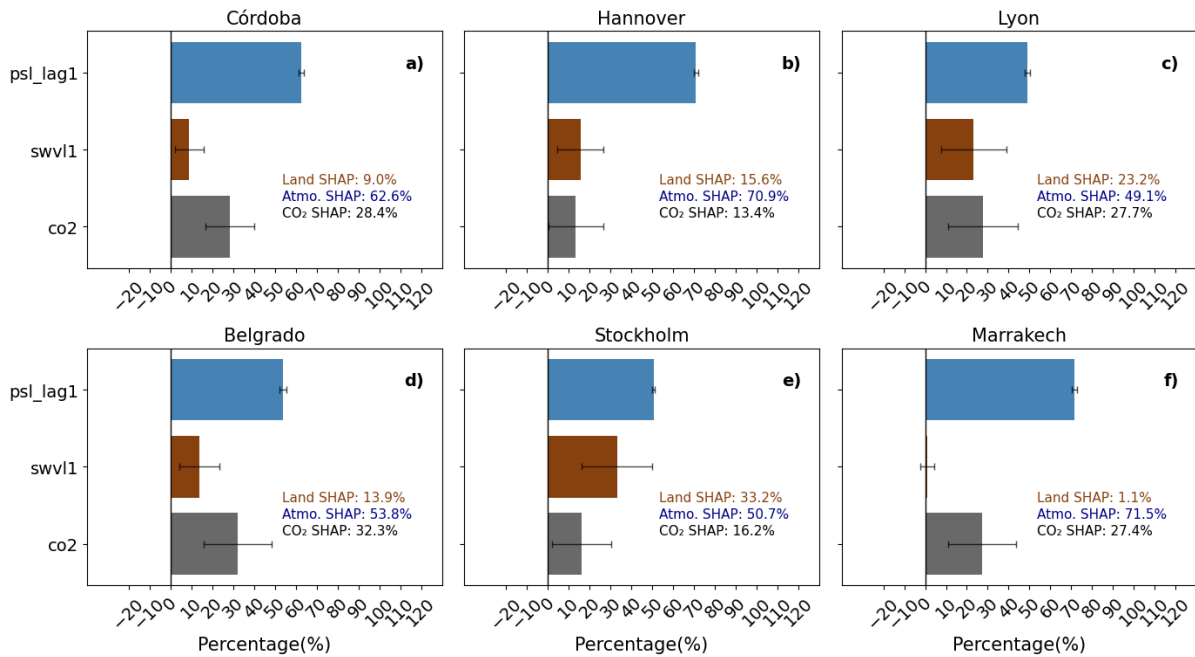 Córdoba
a)
psl_lag1
swvl1
co2
Land SHAP: 9.0%
Atmo. SHAP: 62.6%
CO₂ SHAP: 28.4%
−20 −10 0 10 20 30 40 50 60 70 80 90 100 110 120
Hannover
b)
Land SHAP: 15.6%
Atmo. SHAP: 70.9%
CO₂ SHAP: 13.4%
−20 −10 0 10 20 30 40 50 60 70 80 90 100 110 120
Lyon
c)
Land SHAP: 23.2%
Atmo. SHAP: 49.1%
CO₂ SHAP: 27.7%
−20 −10 0 10 20 30 40 50 60 70 80 90 100 110 120
Belgrado
d)
psl_lag1
swvl1
co2
Land SHAP: 13.9%
Atmo. SHAP: 53.8%
CO₂ SHAP: 32.3%
−20 −10 0 10 20 30 40 50 60 70 80 90 100 110 120
Percentage(%)
Stockholm
e)
Land SHAP: 33.2%
Atmo. SHAP: 50.7%
CO₂ SHAP: 16.2%
−20 −10 0 10 20 30 40 50 60 70 80 90 100 110 120
Percentage(%)
Marrakech
f)
Land SHAP: 1.1%
Atmo. SHAP: 71.5%
CO₂ SHAP: 27.4%
−20 −10 0 10 20 30 40 50 60 70 80 90 100 110 120
Percentage(%)